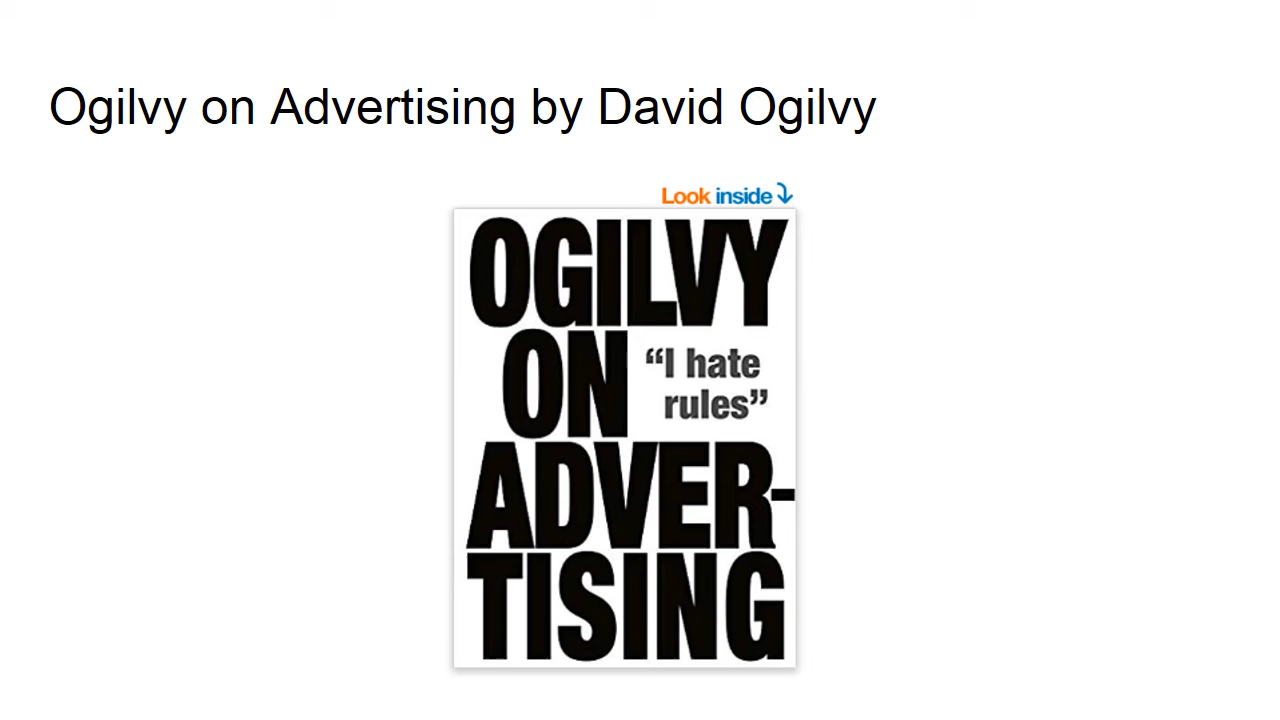 Ogilvy on Advertising by David Ogilvy
Look inside
OGILVY
ON
“I hate
rules”
ADVER-
TISING